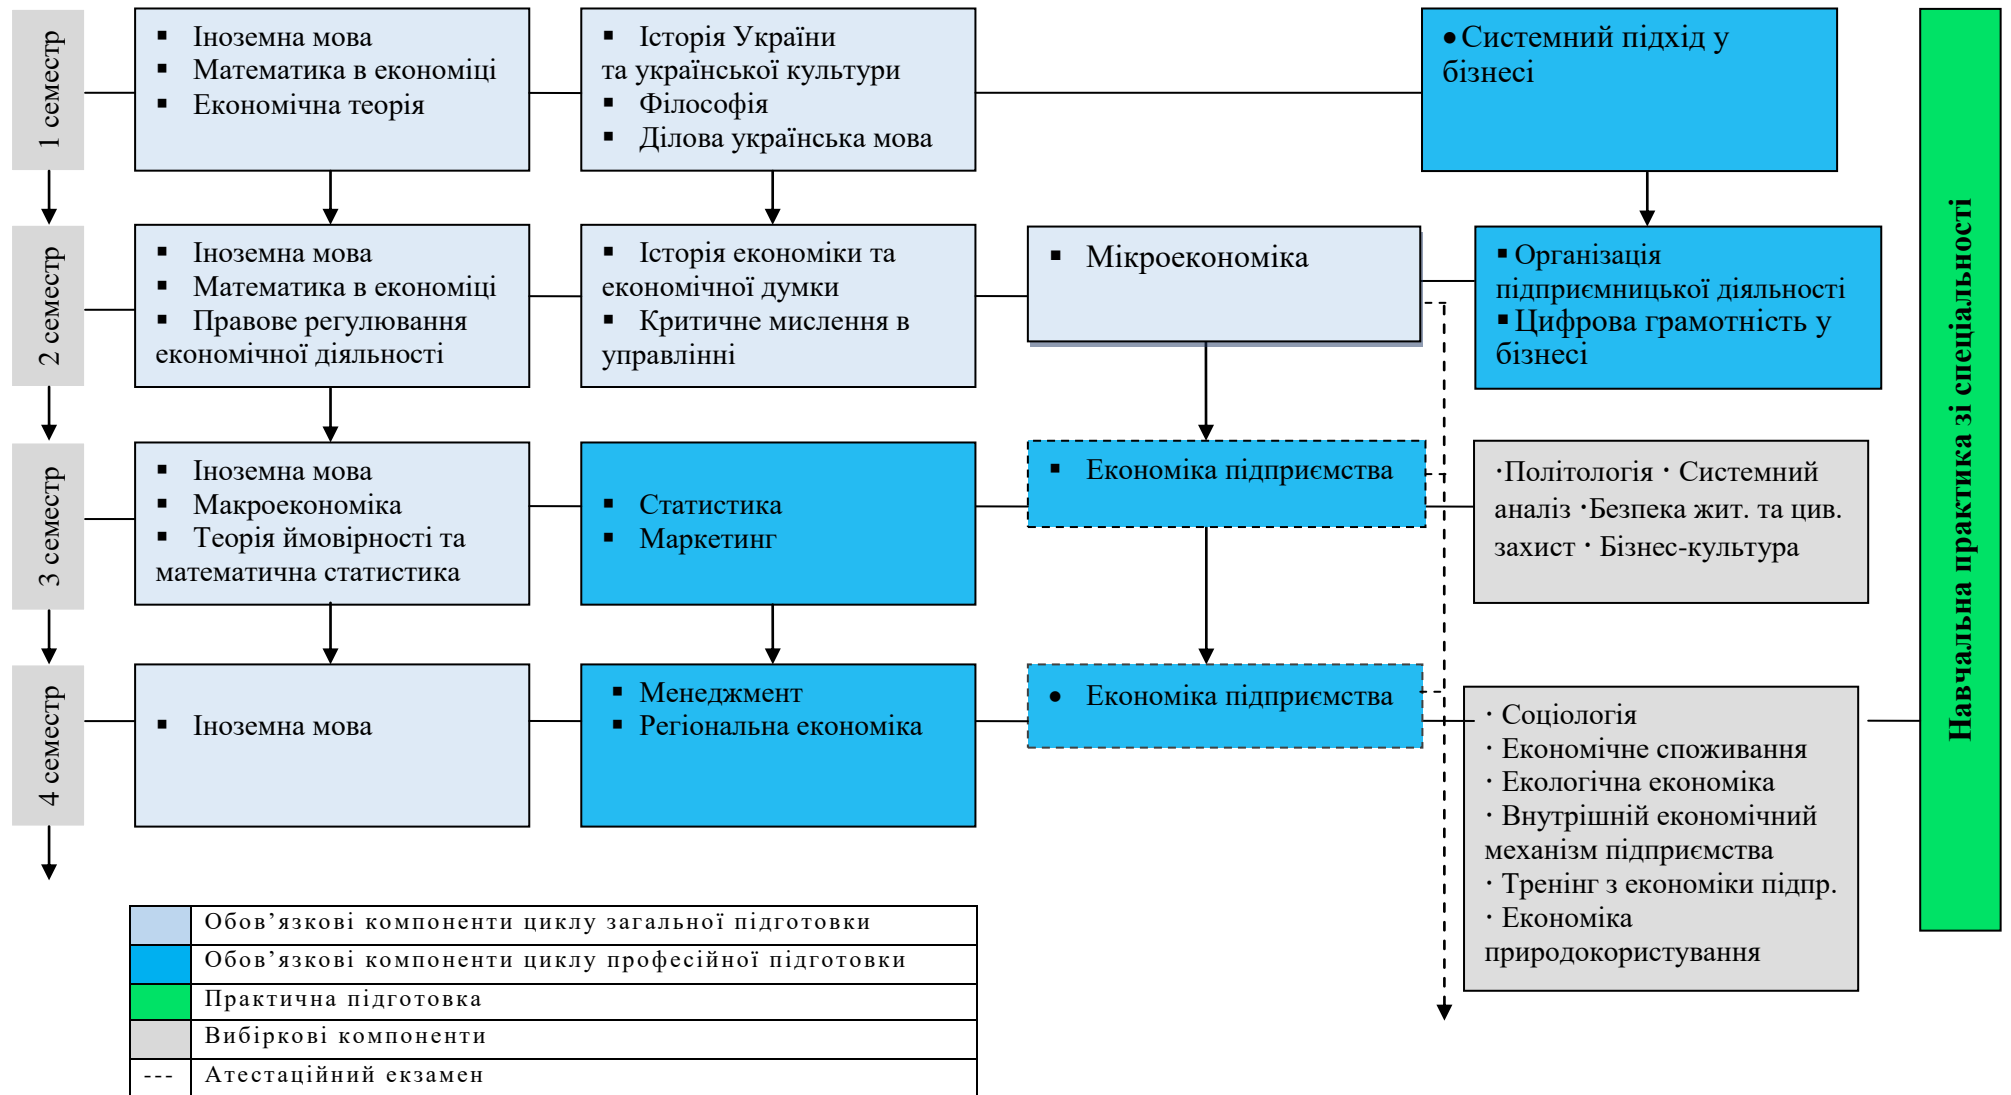 1 семестр
▪ Іноземна мова
▪ Математика в економіці
▪ Економічна теорія
▪ Історія України
та української культури
▪ Філософія
▪ Ділова українська мова
•Системний підхід у
бізнесі
2 семестр
▪ Іноземна мова
▪ Математика в економіці
▪ Правове регулювання
економічної діяльності
▪ Історія економіки та
економічної думки
▪ Критичне мислення в
управлінні
▪ Мікроекономіка
▪ Організація
підприємницької діяльності
▪ Цифрова грамотність у
бізнесі
3 семестр
▪ Іноземна мова
▪ Макроекономіка
▪ Теорія ймовірності та
математична статистика
▪ Статистика
▪ Маркетинг
▪ Економіка підприємства
·Політологія · Системний
аналіз ·Безпека жит. та цив.
захист · Бізнес-культура
4 семестр
▪ Іноземна мова
▪ Менеджмент
▪ Регіональна економіка
• Економіка підприємства
· Соціологія
· Економічне споживання
· Екологічна економіка
· Внутрішній економічний
механізм підприємства
· Тренінг з економіки підпр.
· Економіка
природокористування
Навчальна практика зі спеціальності
Обов’язкові компоненти циклу загальної підготовки
Обов’язкові компоненти циклу професійної підготовки
Практична підготовка
Вибіркові компоненти
--- Атестаційний екзамен